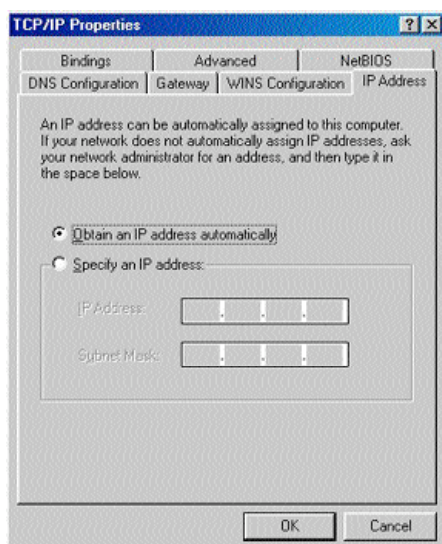 TCP/IP Properties
Bindings
Advanced
NetBIOS
DNS Configuration
Gateway
WINS Configuration
IP Address
An IP address can be automatically assigned to this computer.
If your network does not automatically assign IP addresses, ask
your network administrator for an address, and then type it in
the space below.
Obtain an IP address automatically
Specify an IP address:
IP Address:
Subnet Mask:
OK
Cancel